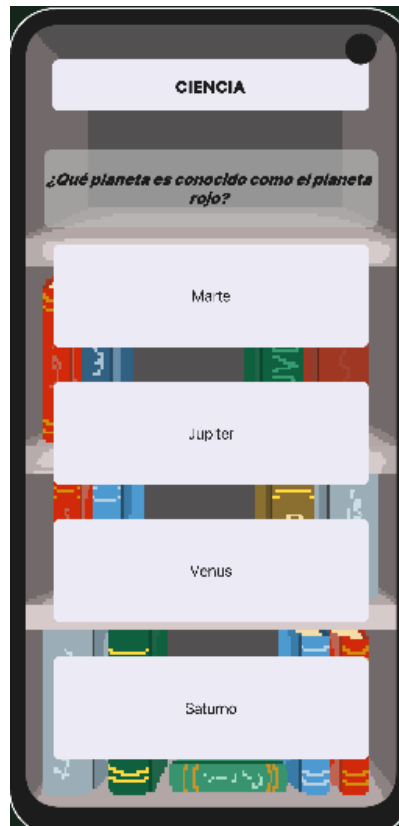 CIENCIA
¿Qué planeta es conocido como el planeta
rojo?
Marte
Jupiter
Venus
Saturno